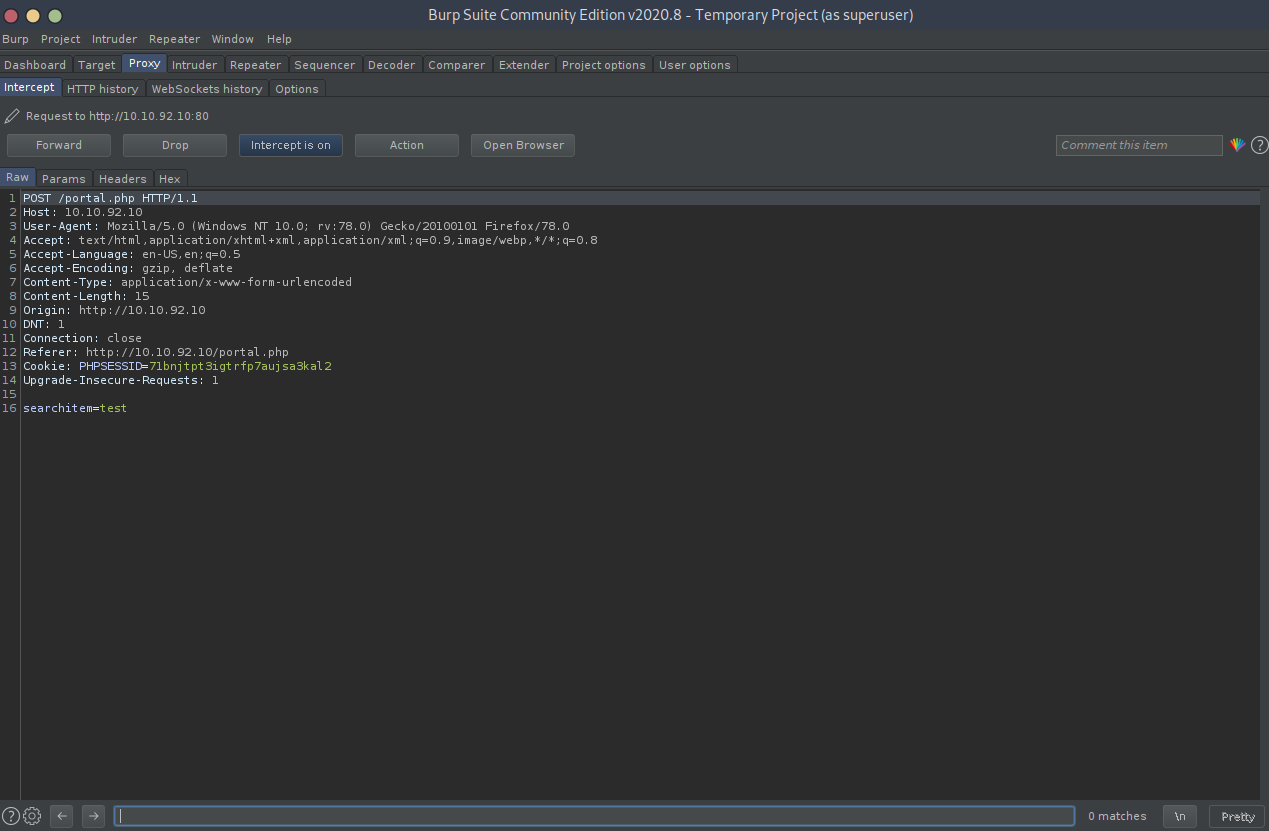 Burp Suite Community Edition v2020.8 - Temporary Project (as superuser)
Burp Project Intruder Repeater Window Help
Dashboard Target Proxy Intruder Repeater Sequencer Decoder Comparer Extender Project options User options
Intercept HTTP history WebSockets history Options
Request to http://10.10.92.10:80
Forward Drop Intercept is on Action Open Browser Comment this item ?
Raw Params Headers Hex
1 POST /portal.php HTTP/1.1
2 Host: 10.10.92.10
3 User-Agent: Mozilla/5.0 (Windows NT 10.0; rv:78.0) Gecko/20100101 Firefox/78.0
4 Accept: text/html,application/xhtml+xml,application/xml;q=0.9,image/webp,*/*;q=0.8
5 Accept-Language: en-US,en;q=0.5
6 Accept-Encoding: gzip, deflate
7 Content-Type: application/x-www-form-urlencoded
8 Content-Length: 15
9 Origin: http://10.10.92.10
10 DNT: 1
11 Connection: close
12 Referer: http://10.10.92.10/portal.php
13 Cookie: PHPSESSID=71bnjtpt3igtrfp7aujsa3kal2
14 Upgrade-Insecure-Requests: 1
15
16 searchitem=test
? ← → 0 matches \n Pretty